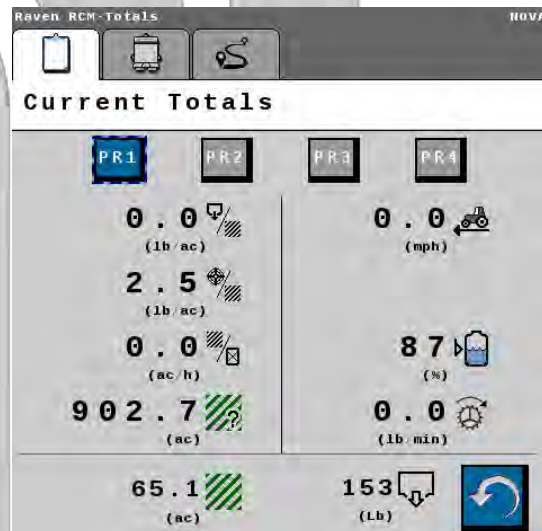 Raven RCM-Totals NOVA
Current Totals
PR1 PR2 PR3 PR4
0.0 0.0
(lb/ac) (mph)
2.5
(lb/ac)
0.0 87
(ac/h) (%)
902.7 ? 0.0
(ac) (lb/min)
65.1 153
(ac) (Lb)